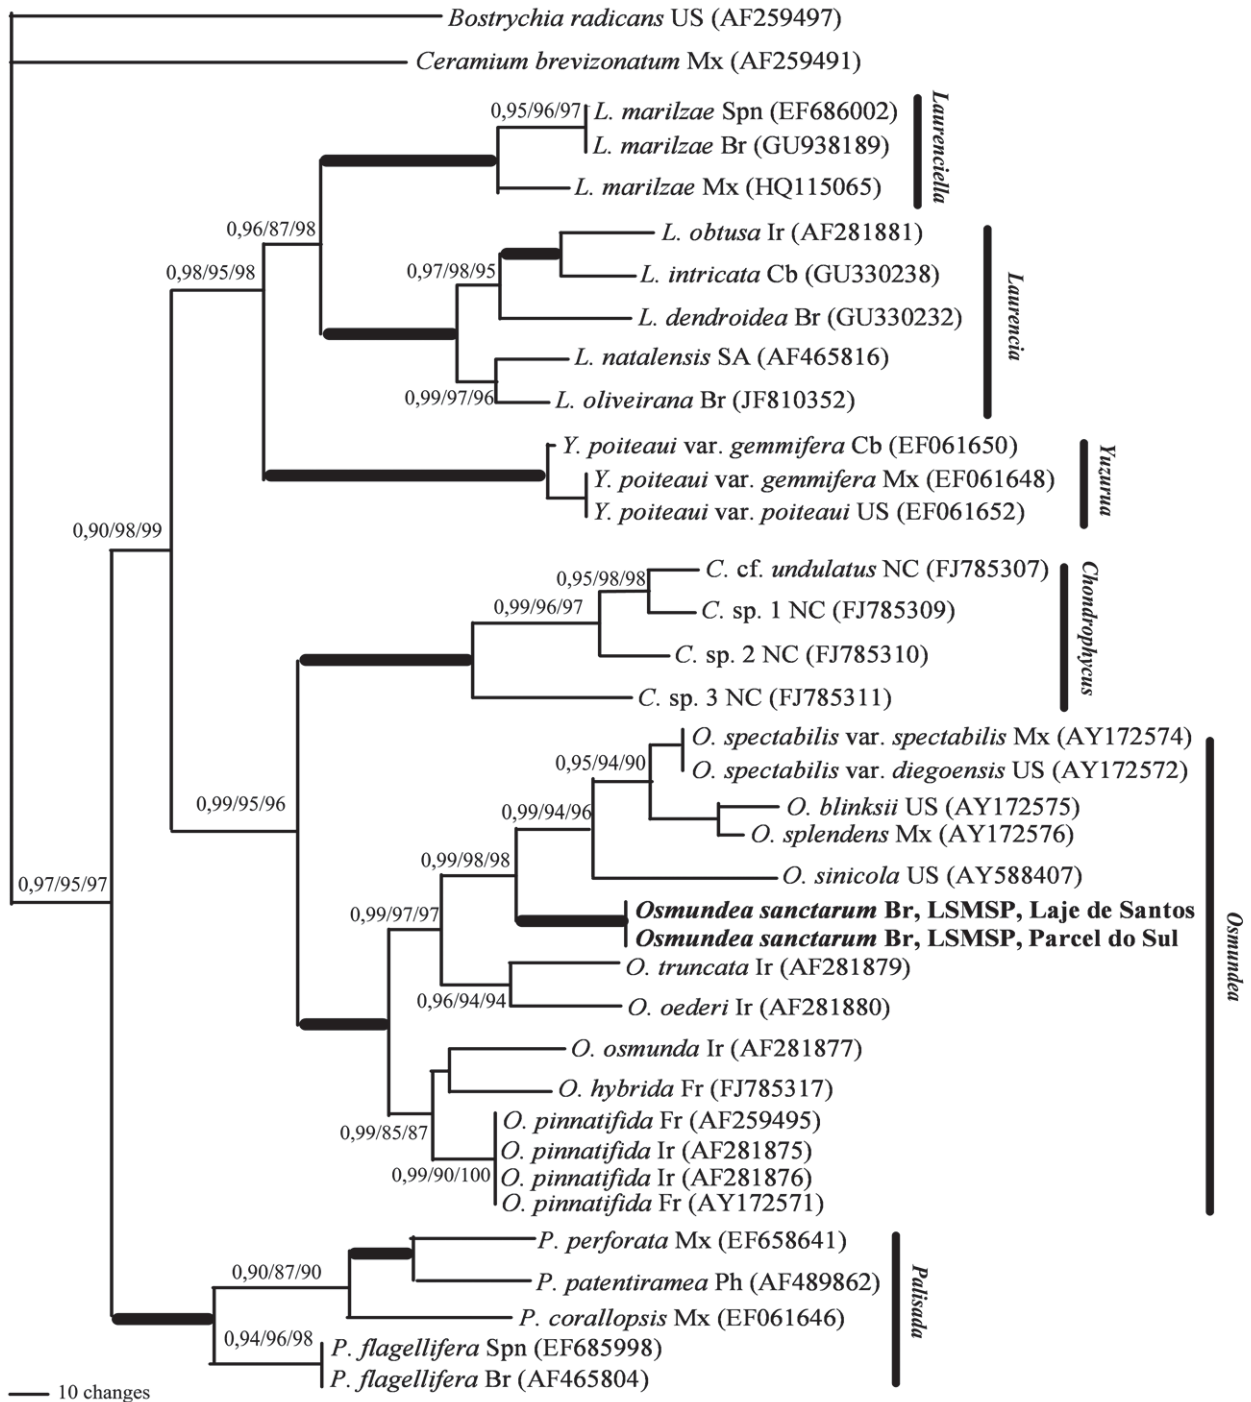 Bostrychia radicans US (AF259497)
Ceramium brevizonatum Mx (AF259491)
0,95/96/97
L. marilzae Spn (EF686002)
L. marilzae Br (GU938189)
L. marilzae Mx (HQ115065)
Laurenciella
0,96/87/98
L. obtusa Ir (AF281881)
0,98/95/98
0,97/98/95
L. intricata Cb (GU330238)
L. dendroidea Br (GU330232)
Laurencia
L. natalensis SA (AF465816)
0,99/97/96
L. oliveirana Br (JF810352)
Y. poiteaui var. gemmifera Cb (EF061650)
Y. poiteaui var. gemmifera Mx (EF061648)
Y. poiteaui var. poiteaui US (EF061652)
Yuzurua
0,90/98/99
C. cf. undulatus NC (FJ785307)
0,95/98/98
0,99/96/97
C. sp. 1 NC (FJ785309)
C. sp. 2 NC (FJ785310)
C. sp. 3 NC (FJ785311)
Chondrophycus
O. spectabilis var. spectabilis Mx (AY172574)
0,95/94/90
O. spectabilis var. diegoensis US (AY172572)
0,99/95/96
0,99/94/96
O. blinksii US (AY172575)
O. splendens Mx (AY172576)
0,99/98/98
O. sinicola US (AY588407)
0,97/95/97
0,99/97/97
Osmundea sanctarum Br, LSMSP, Laje de Santos
Osmundea sanctarum Br, LSMSP, Parcel do Sul
Osmundea
O. truncata Ir (AF281879)
0,96/94/94
O. oederi Ir (AF281880)
O. osmunda Ir (AF281877)
O. hybrida Fr (FJ785317)
0,99/85/87
O. pinnatifida Fr (AF259495)
O. pinnatifida Ir (AF281875)
0,99/90/100
O. pinnatifida Ir (AF281876)
O. pinnatifida Fr (AY172571)
P. perforata Mx (EF658641)
0,90/87/90
P. patentiramea Ph (AF489862)
P. corallopsis Mx (EF061646)
Palisada
0,94/96/98
P. flagellifera Spn (EF685998)
P. flagellifera Br (AF465804)
10 changes